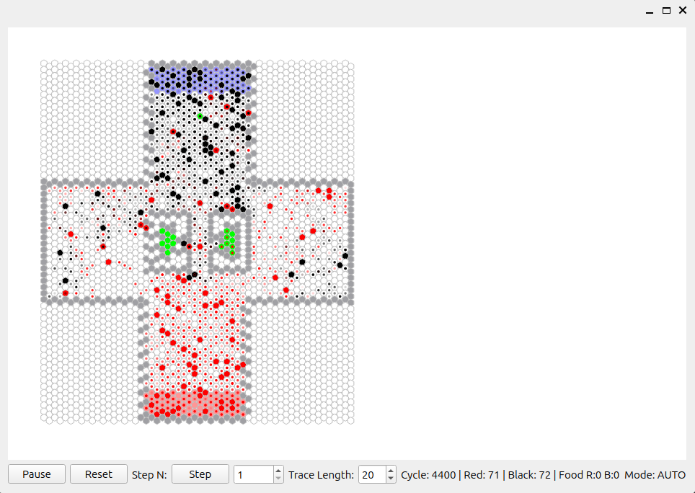 Pause Reset Step N: Step 1 Trace Length: 20 Cycle: 4400 | Red: 71 | Black: 72 | Food R:0 B:0 Mode: AUTO